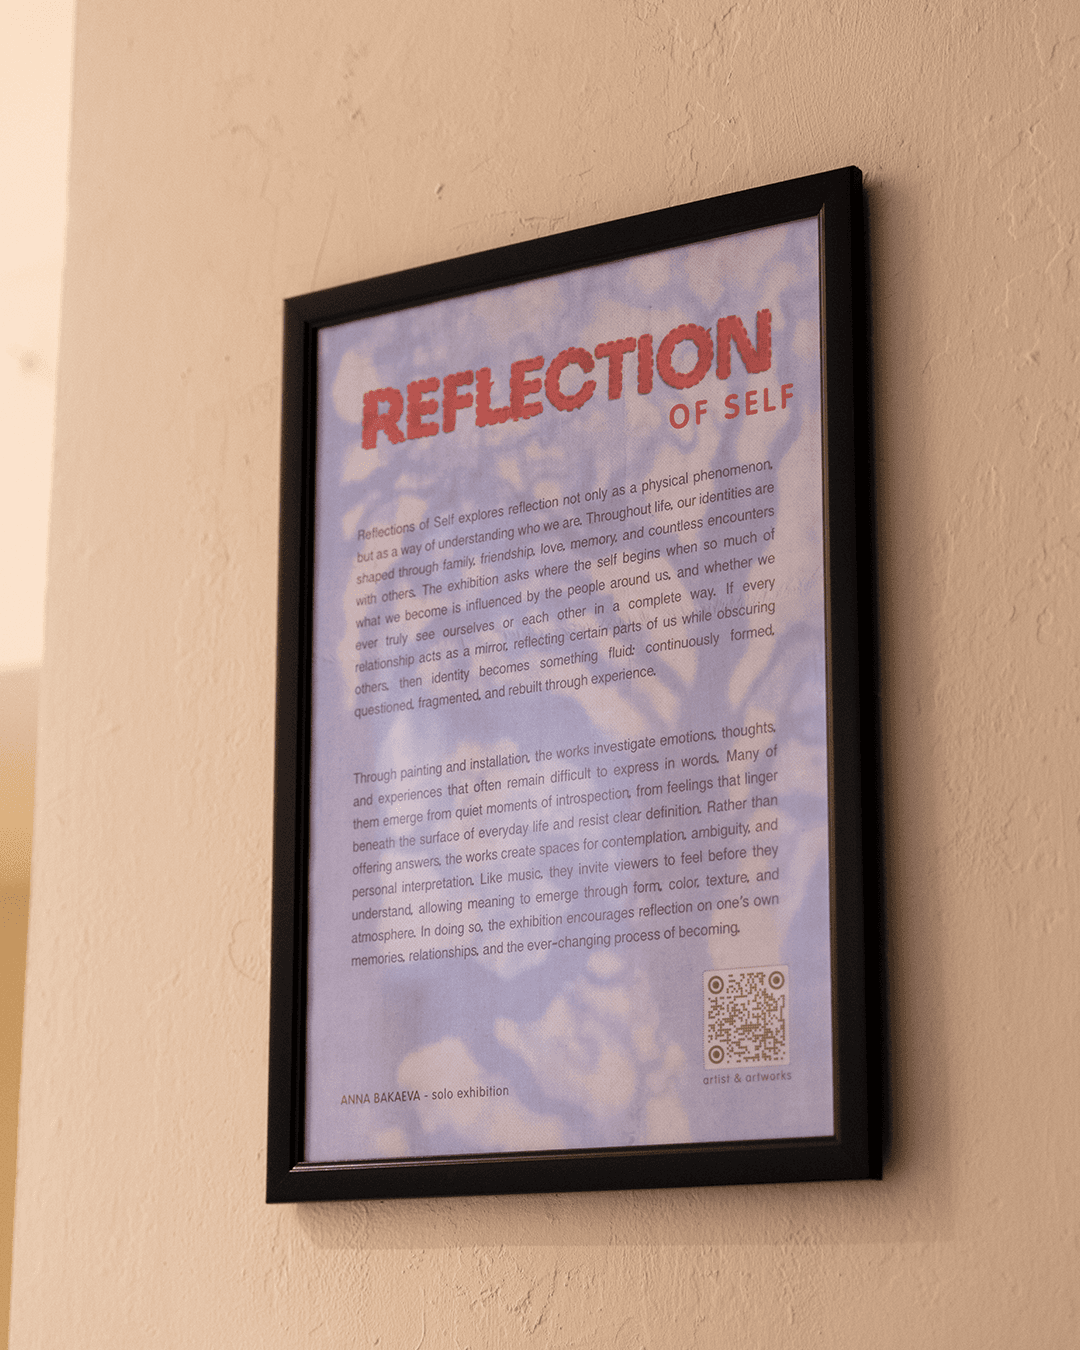 REFLECTION
OF SELF
Reflections of Self explores reflection not only as a physical phenomenon,
but as a way of understanding who we are. Throughout life, our identities are
shaped through family, friendship, love, memory, and countless encounters
with others. The exhibition asks where the self begins when so much of
what we become is influenced by the people around us, and whether we
ever truly see ourselves or each other in a complete way. If every
relationship acts as a mirror, reflecting certain parts of us while obscuring
others, then identity becomes something fluid: continuously formed,
questioned, fragmented, and rebuilt through experience.
Through painting and installation, the works investigate emotions, thoughts,
and experiences that often remain difficult to express in words. Many of
them emerge from quiet moments of introspection, from feelings that linger
beneath the surface of everyday life and resist clear definition. Rather than
offering answers, the works create spaces for contemplation, ambiguity, and
personal interpretation. Like music, they invite viewers to feel before they
understand, allowing meaning to emerge through form, color, texture, and
atmosphere. In doing so, the exhibition encourages reflection on one's own
memories, relationships, and the ever-changing process of becoming.
artist & artworks
ANNA BAKAEVA - solo exhibition